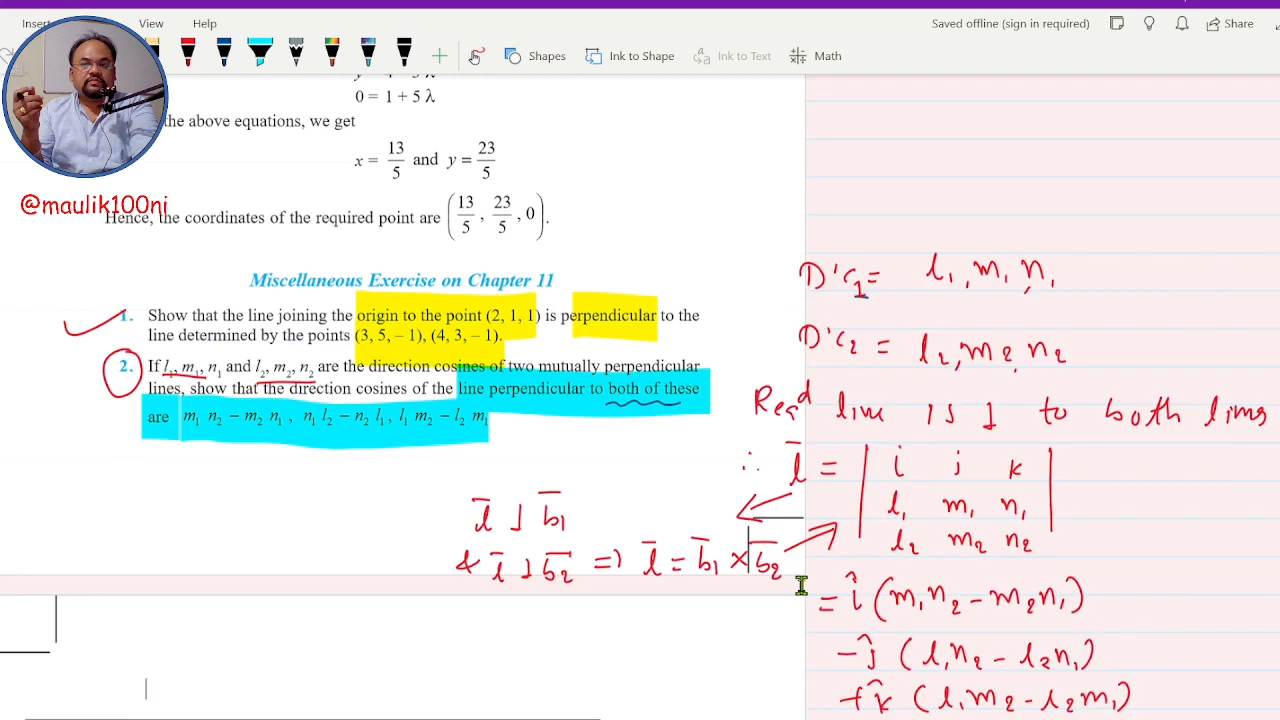 Insert View Help Saved offline (sign in required) Share
Shapes Ink to Shape Ink to Text Math
0 = 1 + 5 λ
the above equations, we get
x = 13/5 and y = 23/5
@maulik100ni
Hence, the coordinates of the required point are (13/5, 23/5, 0).
Miscellaneous Exercise on Chapter 11
1. Show that the line joining the origin to the point (2, 1, 1) is perpendicular to the
line determined by the points (3, 5, – 1), (4, 3, – 1).
2. If l₁, m₁, n₁ and l₂, m₂, n₂ are the direction cosines of two mutually perpendicular
lines, show that the direction cosines of the line perpendicular to both of these
are m₁ n₂ − m₂ n₁ , n₁ l₂ − n₂ l₁ , l₁ m₂ − l₂ m₁
l̄ ⊥ b̄₁
& l̄ ⊥ b̄₂ ⇒ l̄ = b̄₁ × b̄₂
D'c₁ = l₁, m₁, n₁
D'c₂ = l₂, m₂, n₂
Reqd line is ⊥ to both lines
∴ l̄ = | i j k |
| l₁ m₁ n₁ |
| l₂ m₂ n₂ |
= î (m₁n₂ − m₂n₁)
− ĵ (l₁n₂ − l₂n₁)
+ k̂ (l₁m₂ − l₂m₁)